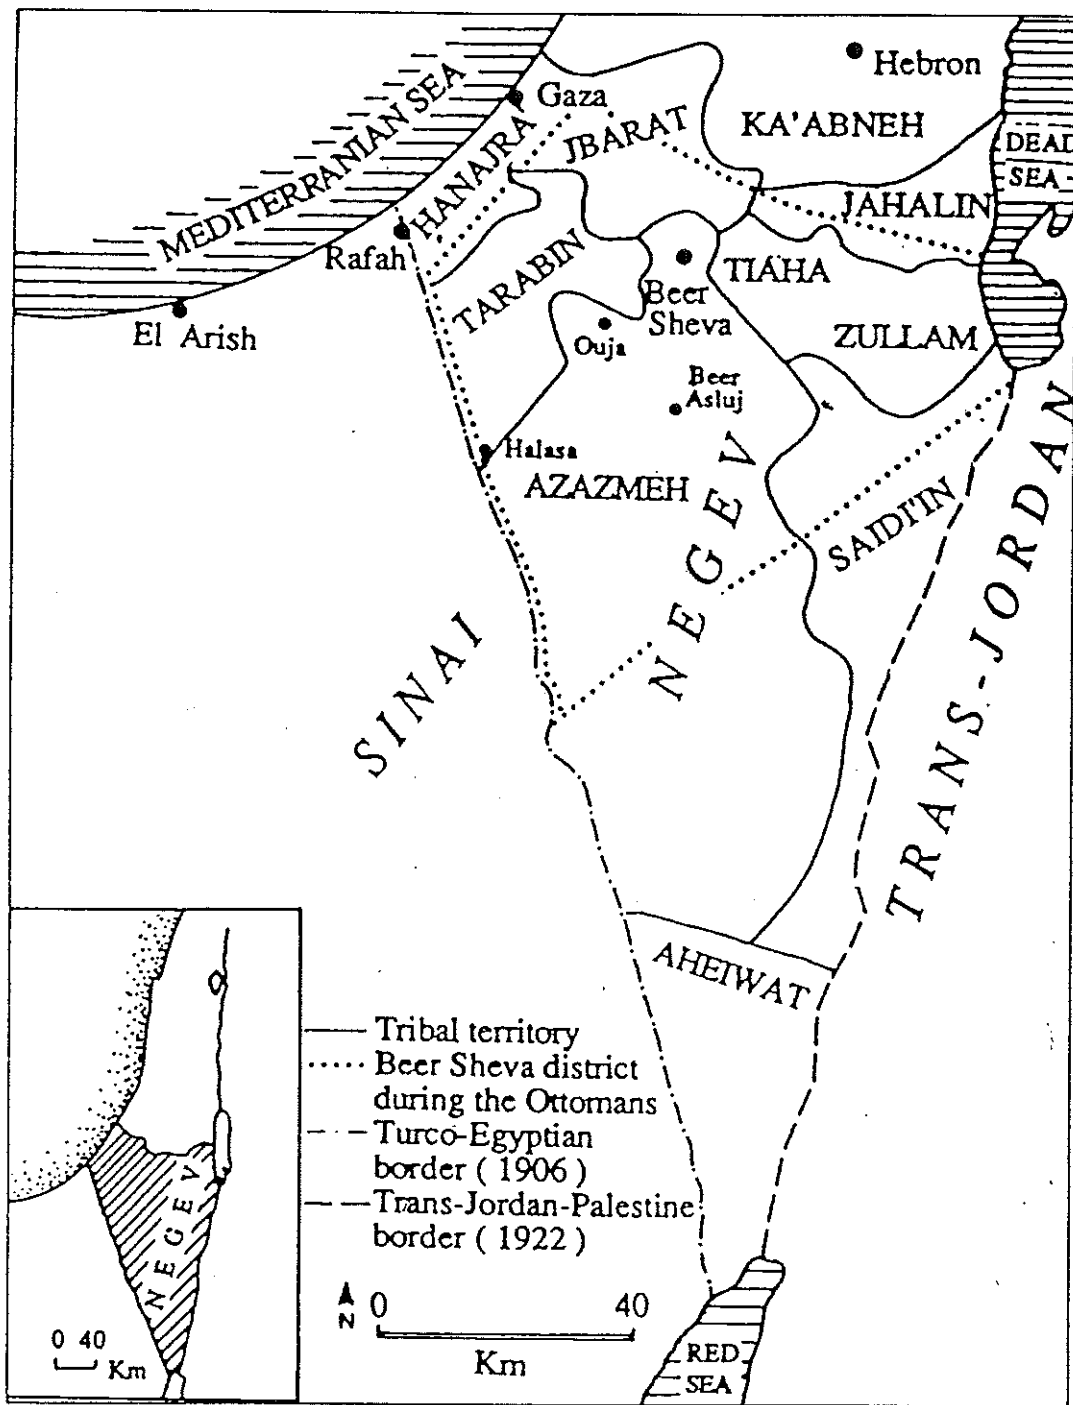 Hebron
Gaza
KA'ABNEH
MEDITERRANIAN SEA
HANAJRA
JBARAT
DEAD
SEA
JAHALIN
Rafah
TARABIN
TIAHA
Beer
Sheva
El Arish
Ouja
ZULLAM
Beer
Asluj
Halasa
AZAZMEH
NEGEV
SAIDI'IN
SINAI
TRANS-JORDAN
AHEIWAT
Tribal territory
Beer Sheva district
during the Ottomans
Turco-Egyptian
border ( 1906 )
Trans-Jordan-Palestine
border ( 1922 )
NEGEV
0 40
Km
N
0 40
Km
RED
SEA